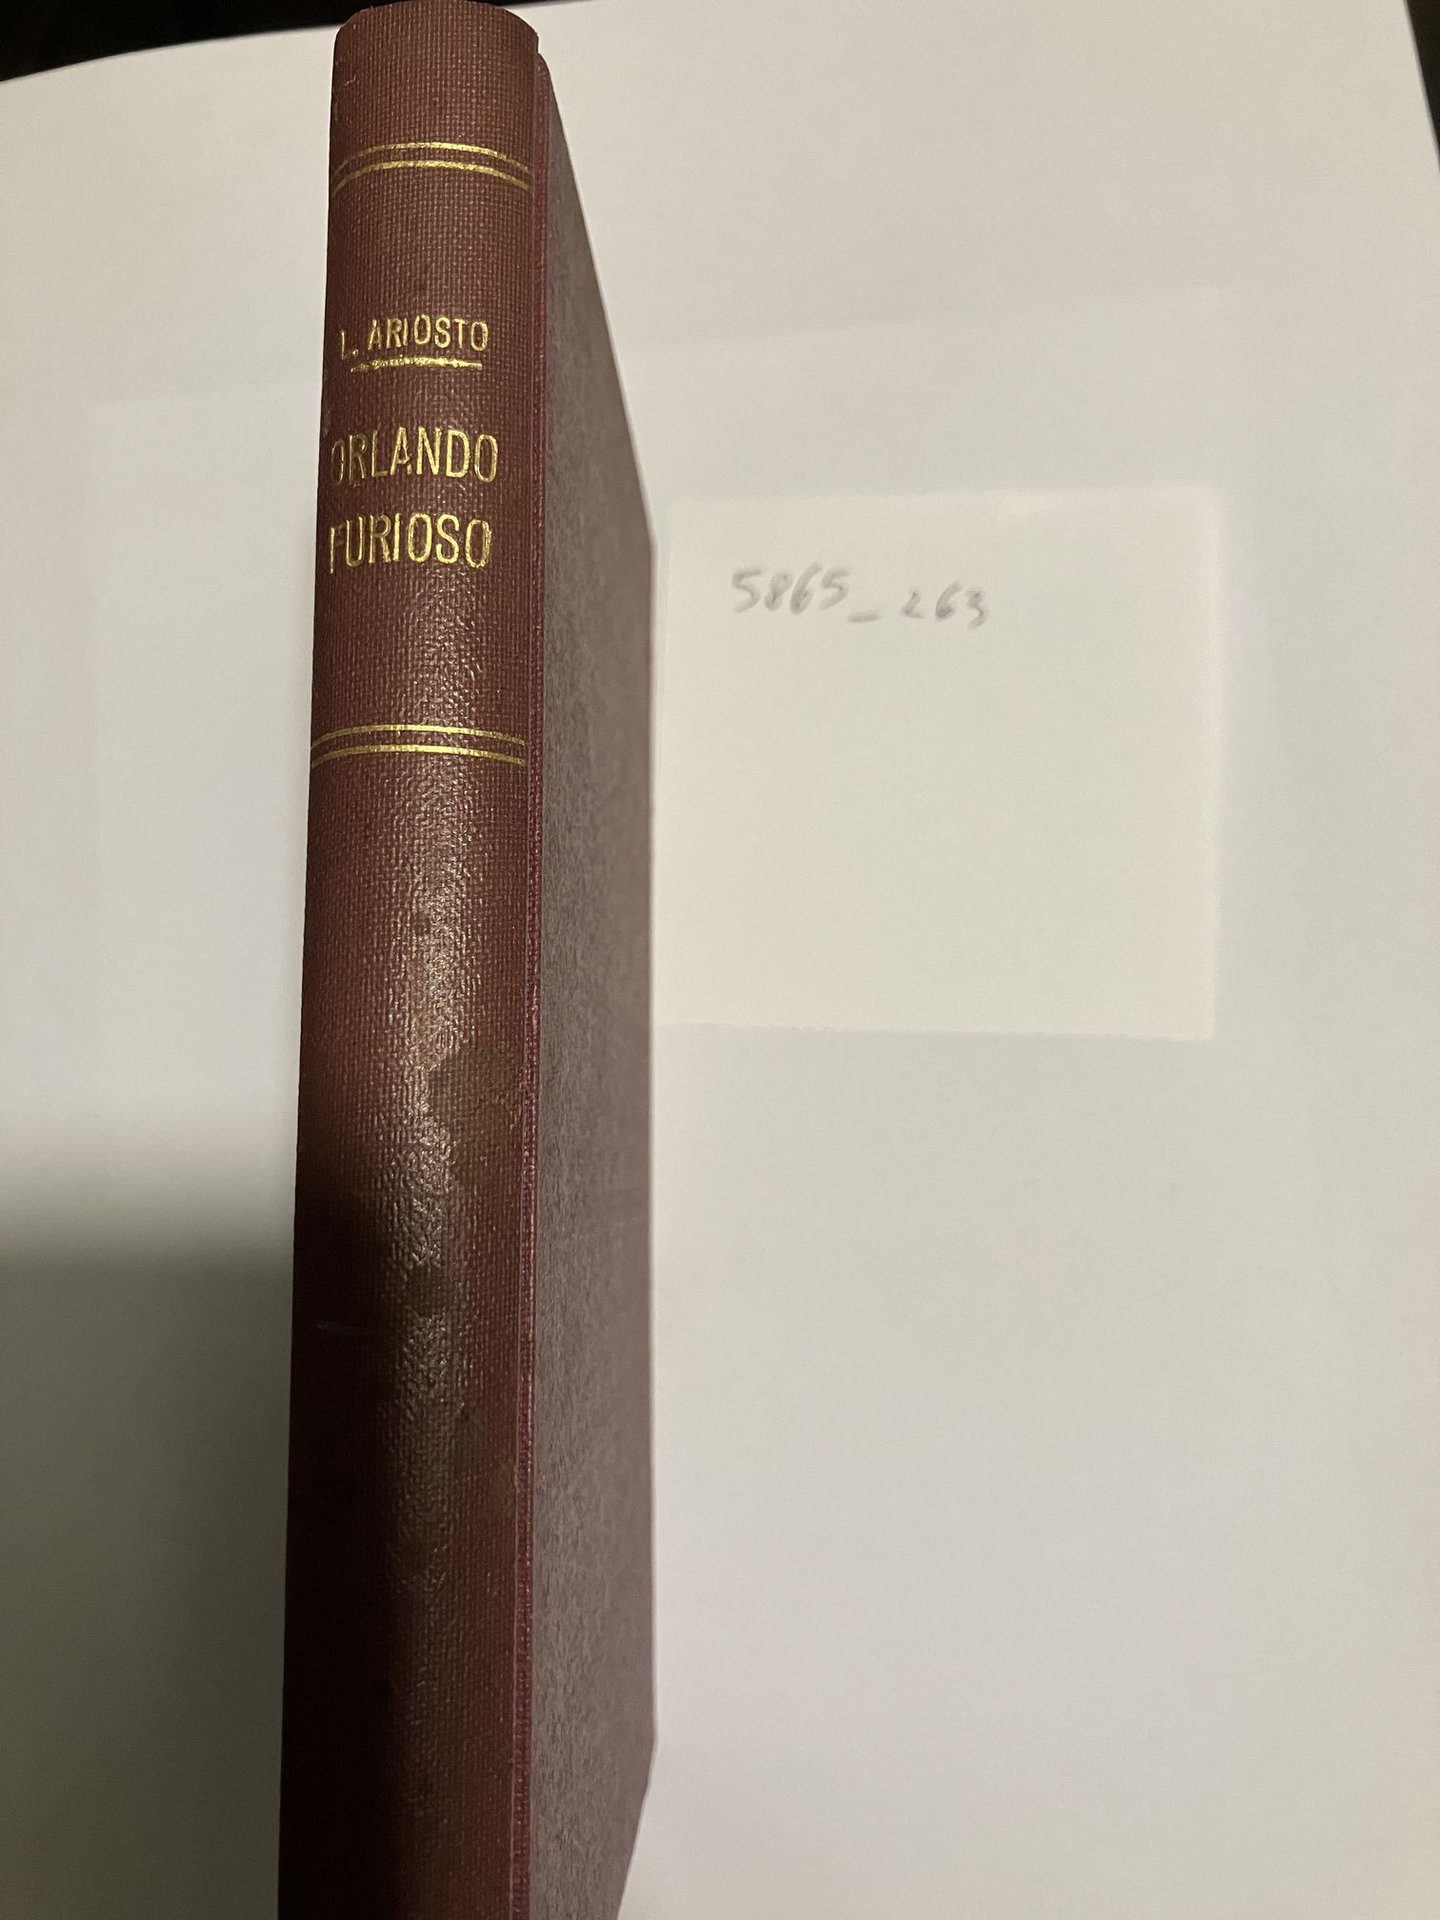 L. ARIOSTO
ORLANDO
FURIOSO
5865_263